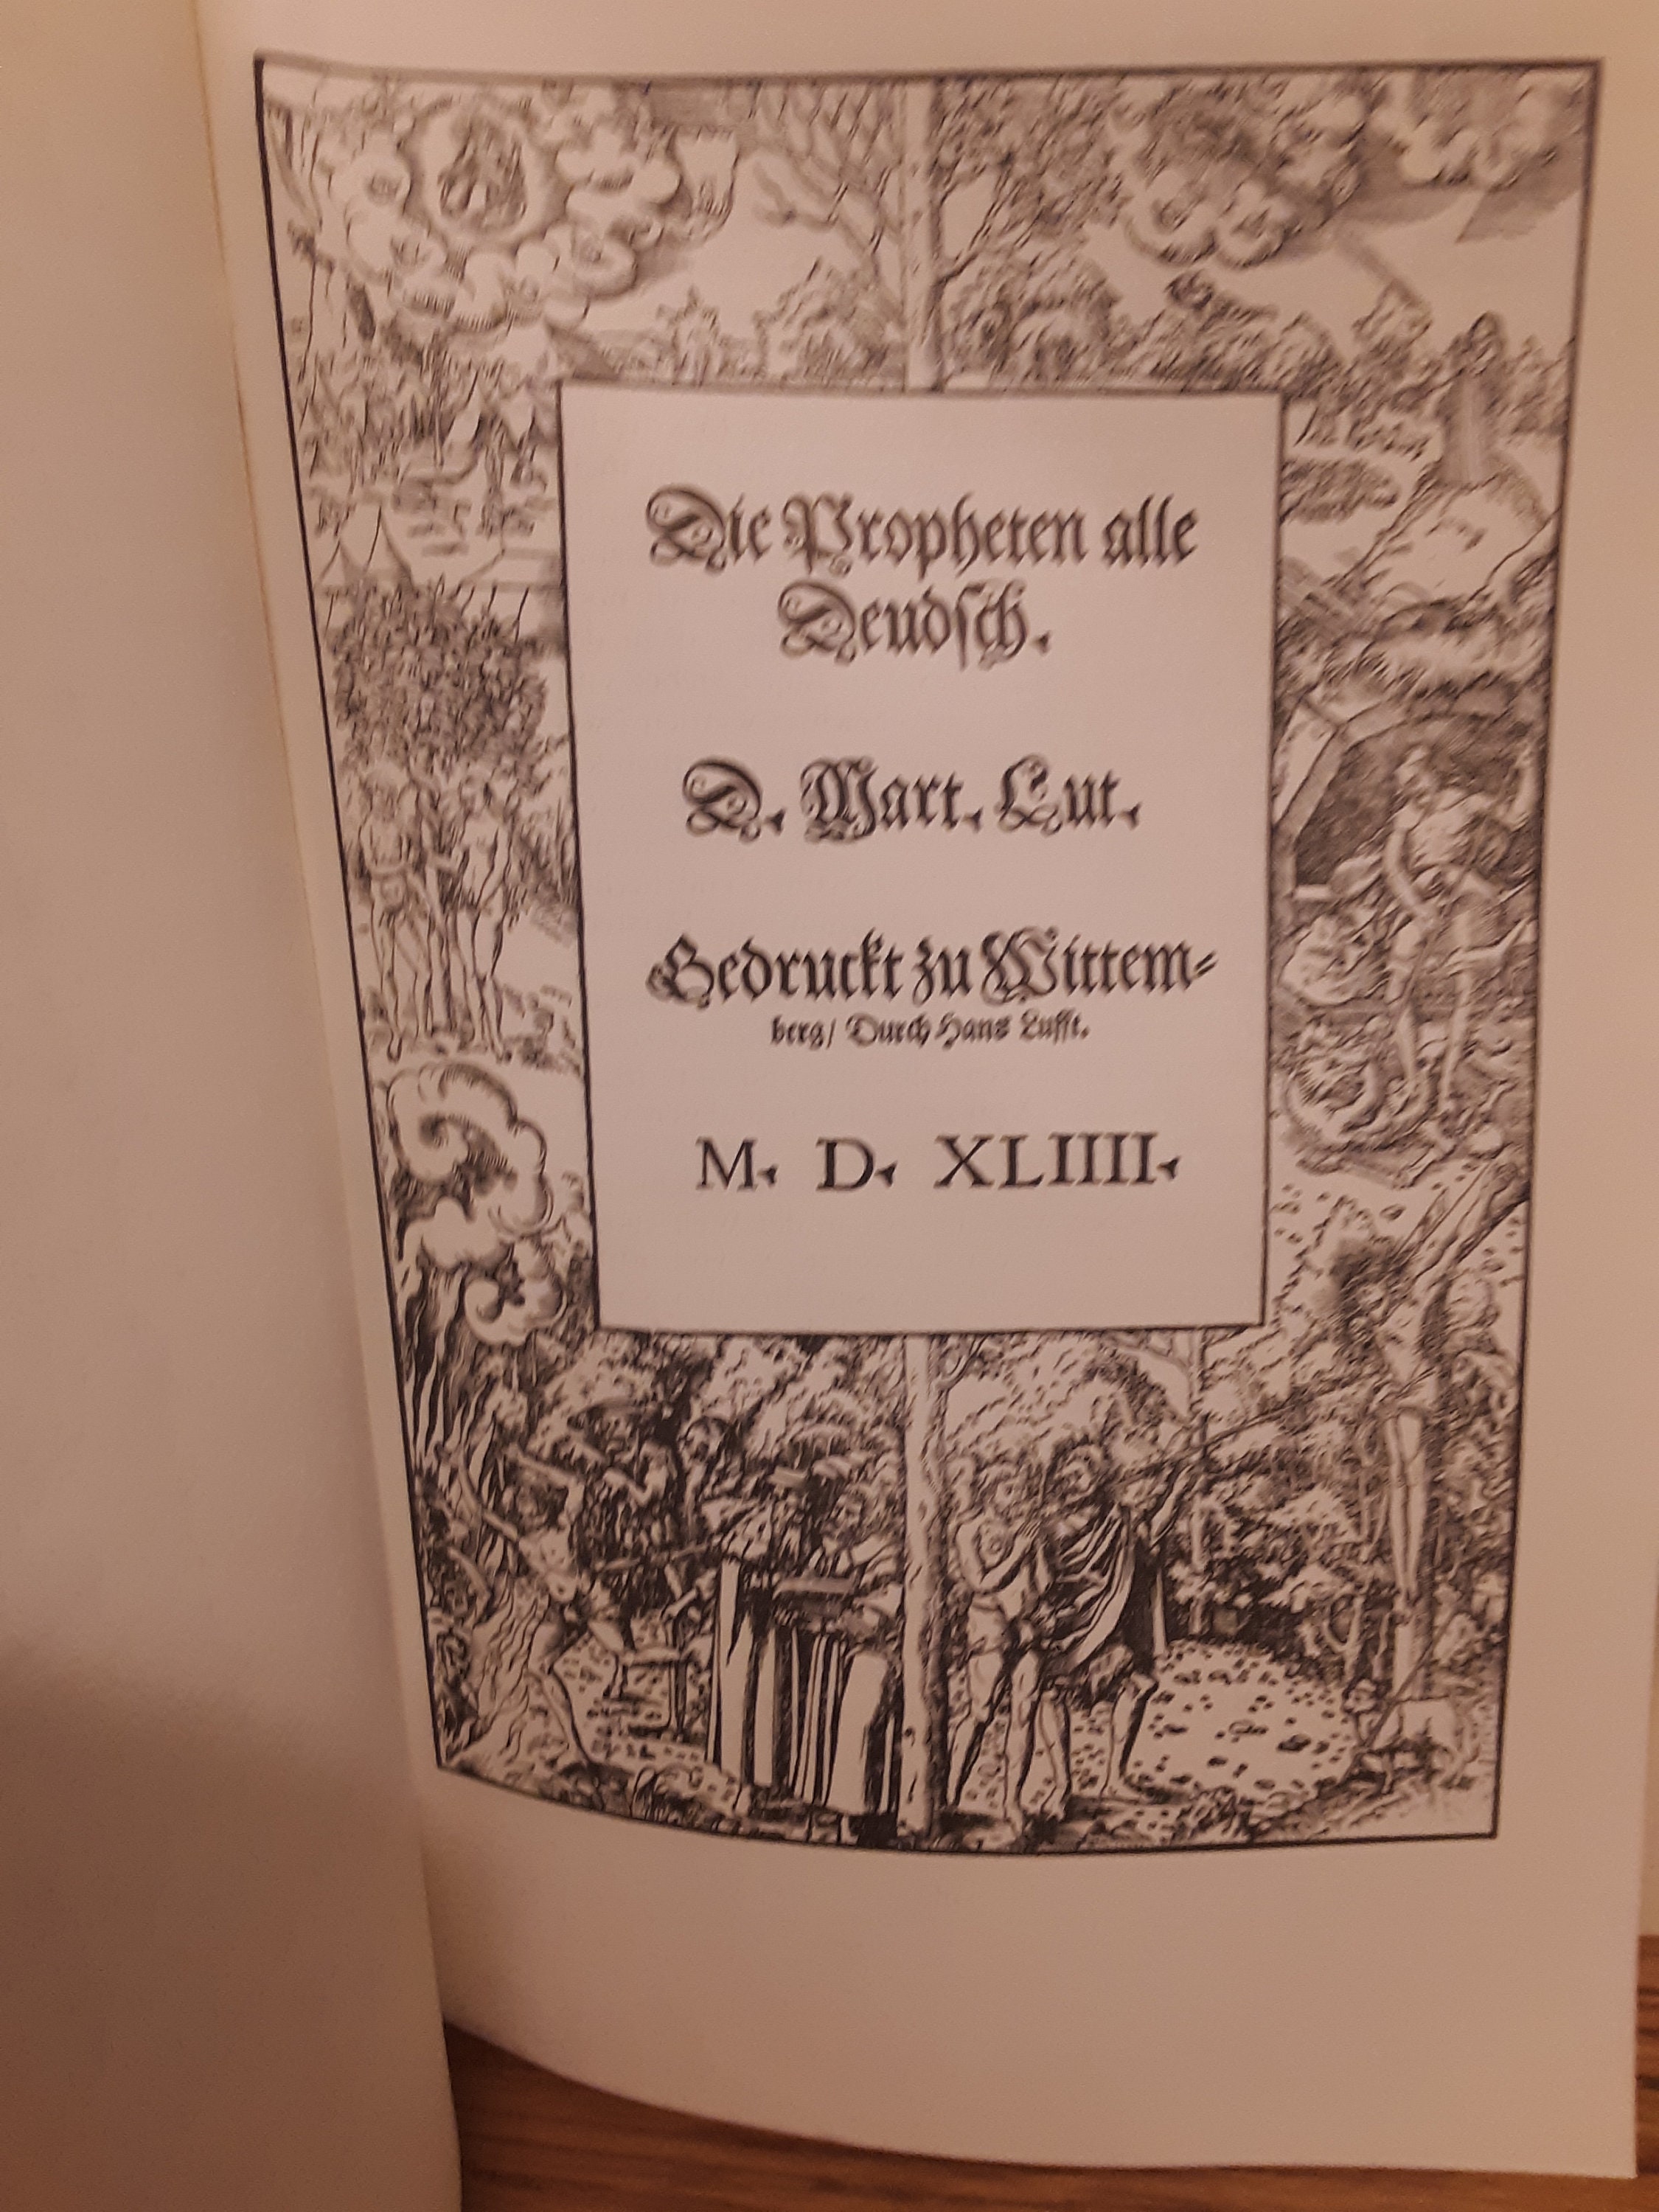 Die Propheten alle
Deudſch.
D. Mart. Lut.
Gedruckt zu Wittem⸗
berg/ Durch Hans Lufft.
M. D. XLIIII.